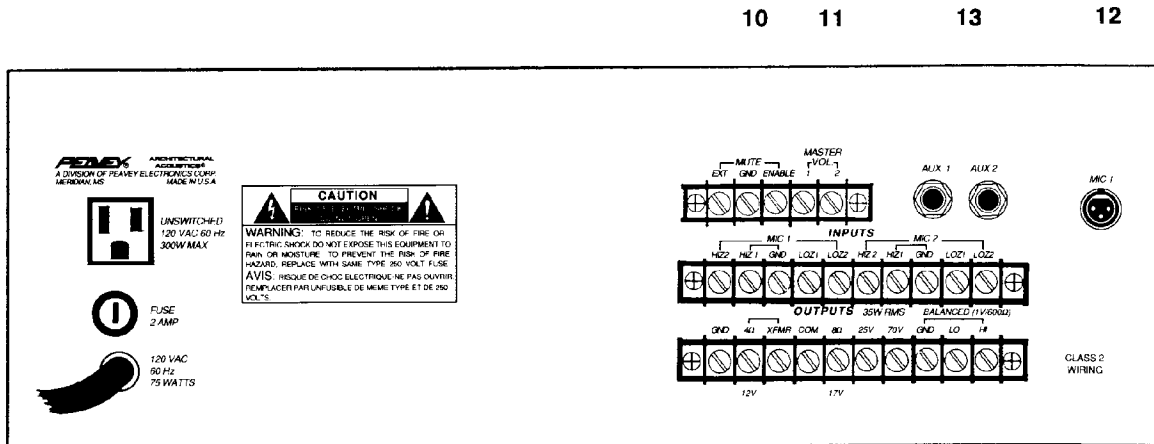 10 11 13 12
PEAVEY® ARCHITECTURAL ACOUSTICS®
A DIVISION OF PEAVEY ELECTRONICS CORP.
MERIDIAN, MS MADE IN U.S.A.
UNSWITCHED
120 VAC 60 Hz
300W MAX
FUSE
2 AMP
120 VAC
60 Hz
75 WATTS
CAUTION
WARNING: TO REDUCE THE RISK OF FIRE OR
ELECTRIC SHOCK DO NOT EXPOSE THIS EQUIPMENT TO
RAIN OR MOISTURE. TO PREVENT THE RISK OF FIRE
HAZARD, REPLACE WITH SAME TYPE 250 VOLT FUSE.
AVIS: RISQUE DE CHOC ELECTRIQUE-NE PAS OUVRIR.
REMPLACER PAR UN FUSIBLE DE MEME TYPE ET DE 250
VOLTS.
MUTE MASTER VOL.
EXT GND ENABLE 1 2
AUX 1 AUX 2
MIC 1
INPUTS
MIC 1 MIC 2
HIZ2 HIZ 1 GND LOZ1 LOZ2 HIZ 2 HIZ1 GND LOZ1 LOZ2
OUTPUTS 35W RMS BALANCED (1V/600Ω)
GND 4Ω XFMR COM 8Ω 25V 70V GND LO HI
12V 17V
CLASS 2
WIRING